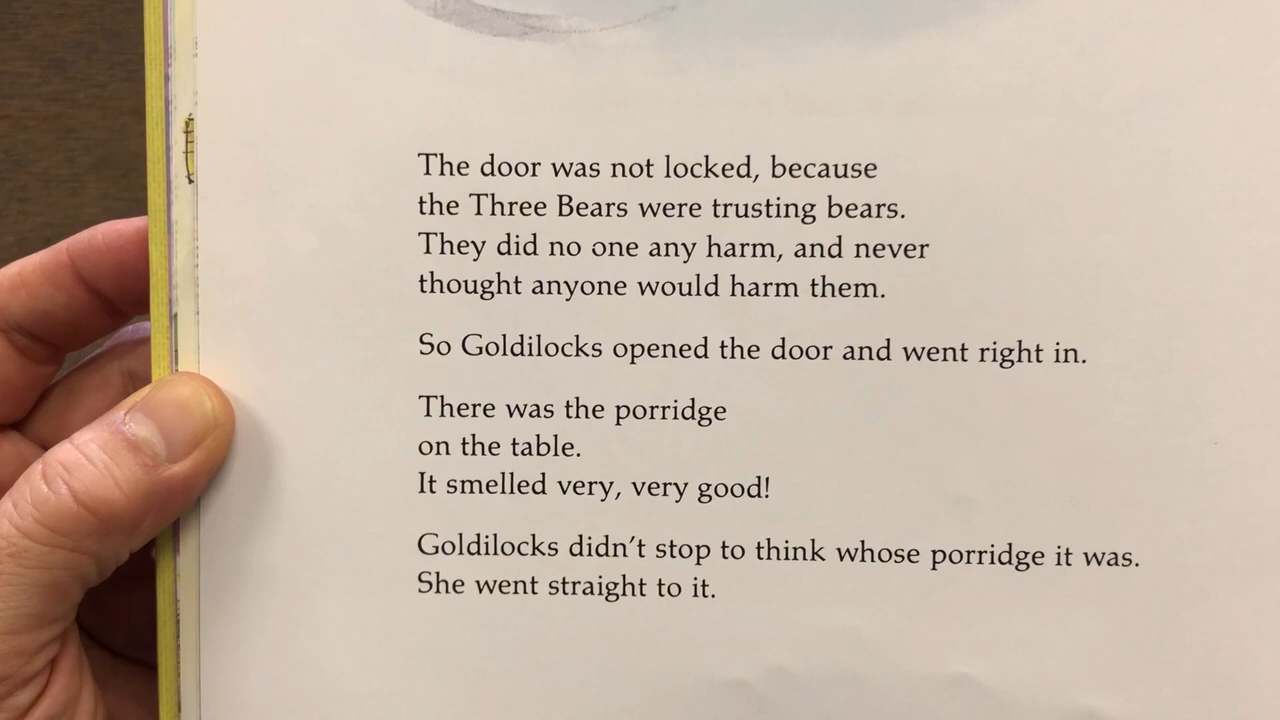 The door was not locked, because
the Three Bears were trusting bears.
They did no one any harm, and never
thought anyone would harm them.
So Goldilocks opened the door and went right in.
There was the porridge
on the table.
It smelled very, very good!
Goldilocks didn't stop to think whose porridge it was.
She went straight to it.